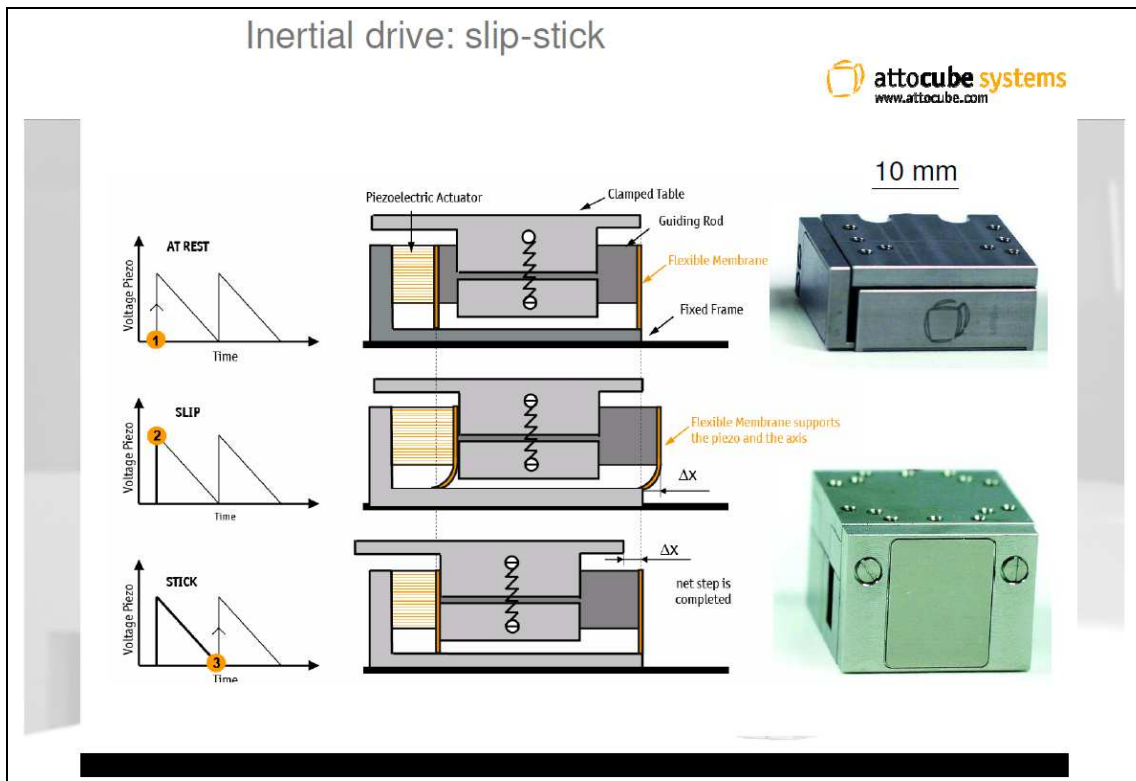 Inertial drive: slip-stick
attocube systems
www.attocube.com
10 mm
Piezoelectric Actuator
Clamped Table
Guiding Rod
Flexible Membrane
Fixed Frame
AT REST
Voltage Piezo
1
Time
SLIP
Voltage Piezo
2
Time
Flexible Membrane supports
the piezo and the axis
ΔX
STICK
Voltage Piezo
3
Time
ΔX
net step is
completed